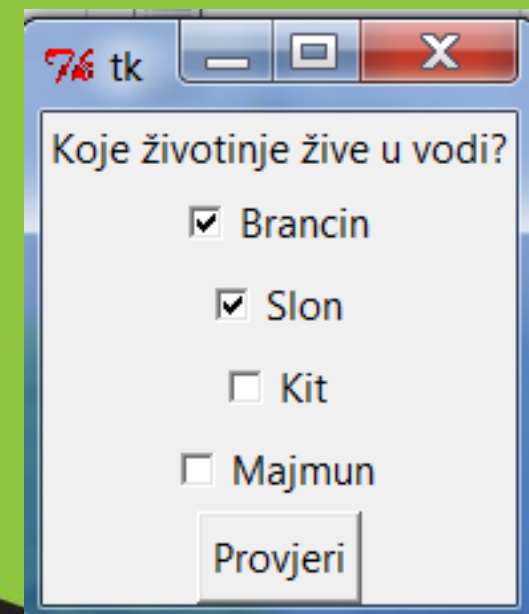 tk
Koje životinje žive u vodi?
Brancin
Slon
Kit
Majmun
Provjeri